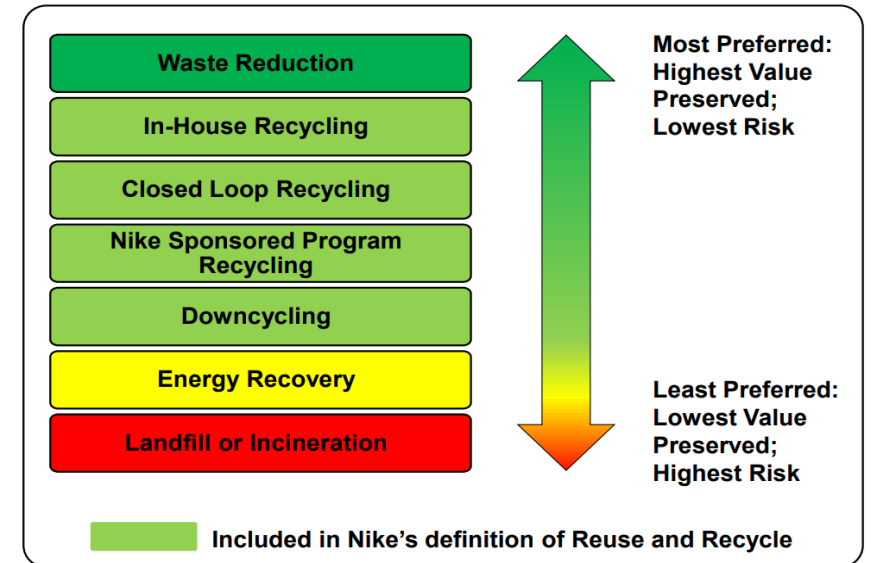 Waste Reduction
In-House Recycling
Closed Loop Recycling
Nike Sponsored Program
Recycling
Downcycling
Energy Recovery
Landfill or Incineration
Most Preferred:
Highest Value
Preserved;
Lowest Risk
Least Preferred:
Lowest Value
Preserved;
Highest Risk
Included in Nike’s definition of Reuse and Recycle